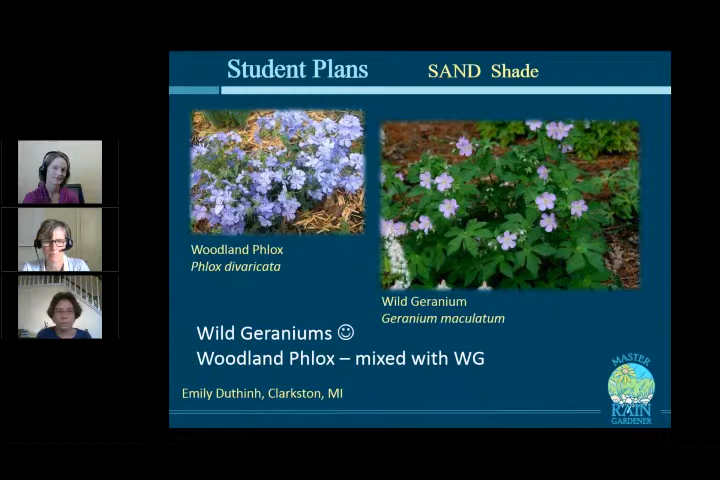 Student Plans SAND Shade
Woodland Phlox
Phlox divaricata
Wild Geranium
Geranium maculatum
Wild Geraniums ☺
Woodland Phlox – mixed with WG
Emily Duthinh, Clarkston, MI
MASTER
RAIN
GARDENER